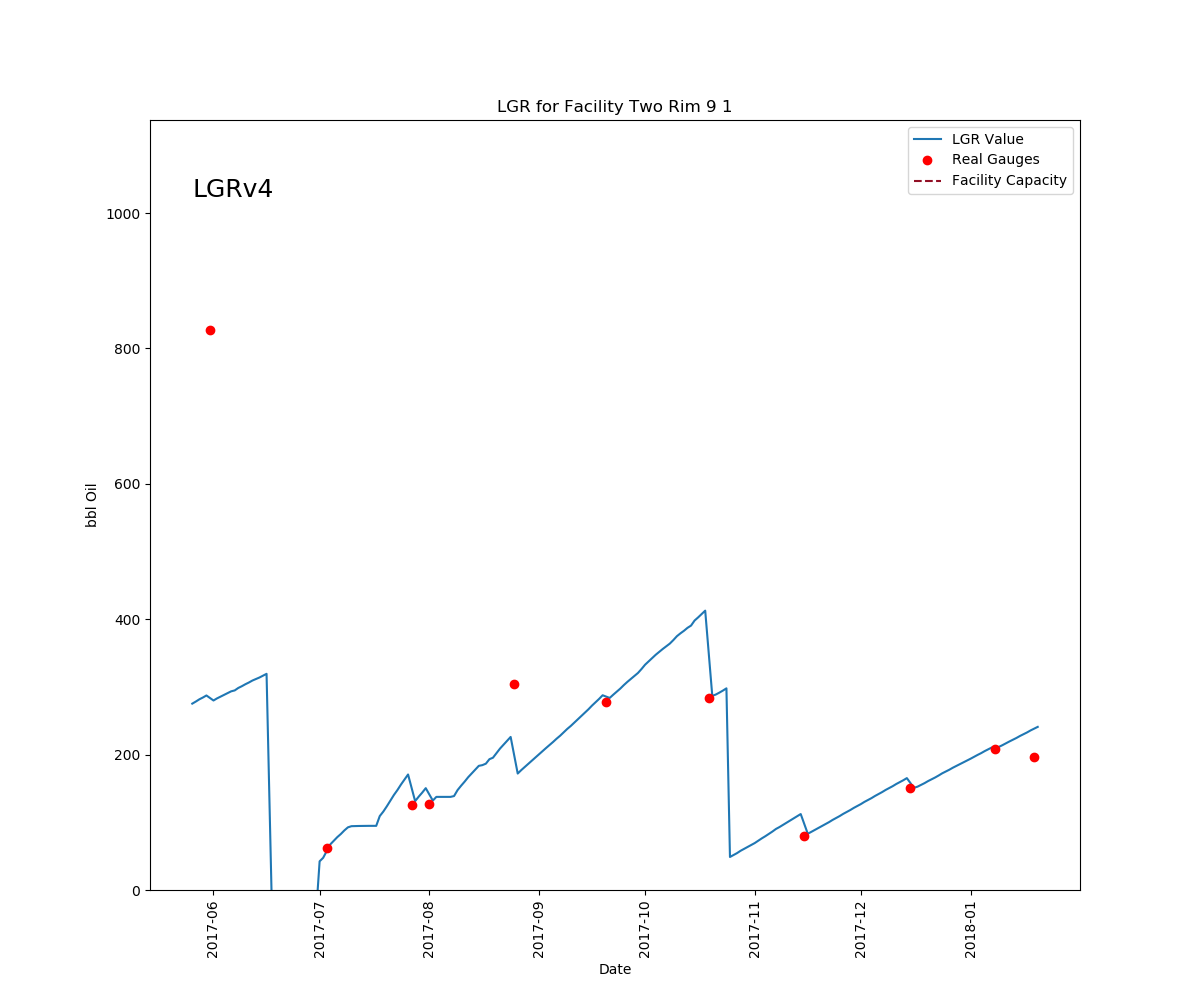 LGR for Facility Two Rim 9 1
LGR Value
Real Gauges
Facility Capacity
LGRv4
bbl Oil
1000
800
600
400
200
0
2017-06
2017-07
2017-08
2017-09
2017-10
2017-11
2017-12
2018-01
Date